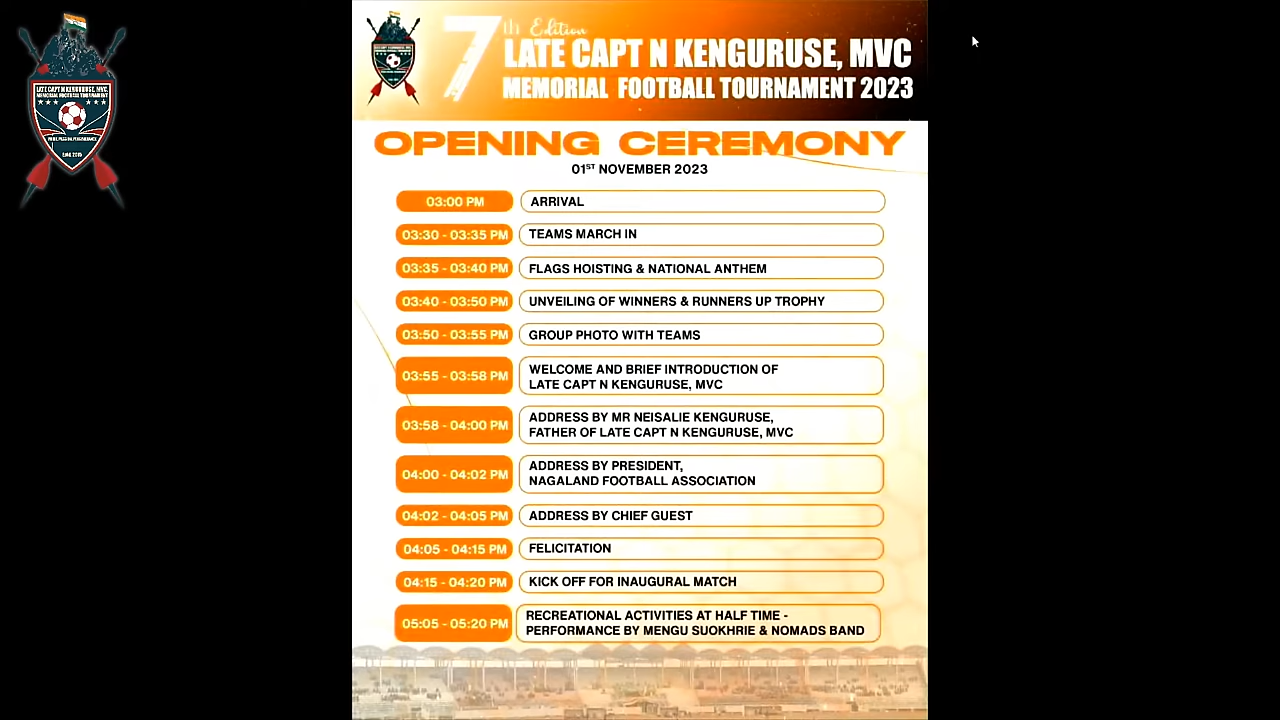 LATE CAPT N KENGURUSE, MVC
MEMORIAL FOOTBALL TOURNAMENT
7th Edition
LATE CAPT N KENGURUSE, MVC
MEMORIAL FOOTBALL TOURNAMENT 2023
OPENING CEREMONY
01ST NOVEMBER 2023
03:00 PM ARRIVAL
03:30 - 03:35 PM TEAMS MARCH IN
03:35 - 03:40 PM FLAGS HOISTING & NATIONAL ANTHEM
03:40 - 03:50 PM UNVEILING OF WINNERS & RUNNERS UP TROPHY
03:50 - 03:55 PM GROUP PHOTO WITH TEAMS
03:55 - 03:58 PM WELCOME AND BRIEF INTRODUCTION OF
LATE CAPT N KENGURUSE, MVC
03:58 - 04:00 PM ADDRESS BY MR NEISALIE KENGURUSE,
FATHER OF LATE CAPT N KENGURUSE, MVC
04:00 - 04:02 PM ADDRESS BY PRESIDENT,
NAGALAND FOOTBALL ASSOCIATION
04:02 - 04:05 PM ADDRESS BY CHIEF GUEST
04:05 - 04:15 PM FELICITATION
04:15 - 04:20 PM KICK OFF FOR INAUGURAL MATCH
05:05 - 05:20 PM RECREATIONAL ACTIVITIES AT HALF TIME -
PERFORMANCE BY MENGU SUOKHRIE & NOMADS BAND